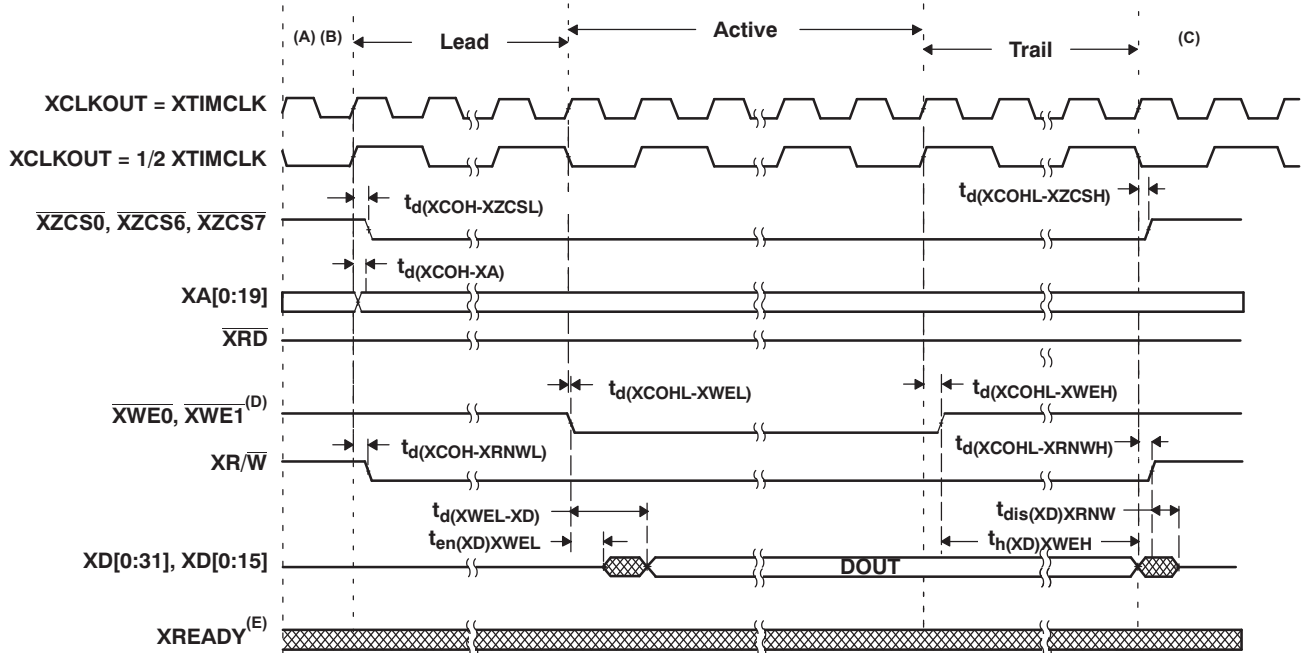 (A) (B) Lead Active Trail (C)
XCLKOUT = XTIMCLK
XCLKOUT = 1/2 XTIMCLK
td(XCOH-XZCSL) td(XCOHL-XZCSH)
XZCS0, XZCS6, XZCS7
td(XCOH-XA)
XA[0:19]
XRD
td(XCOHL-XWEL) td(XCOHL-XWEH)
XWE0, XWE1(D)
td(XCOH-XRNWL) td(XCOHL-XRNWH)
XR/W
td(XWEL-XD) tdis(XD)XRNW
ten(XD)XWEL th(XD)XWEH
XD[0:31], XD[0:15] DOUT
XREADY(E)